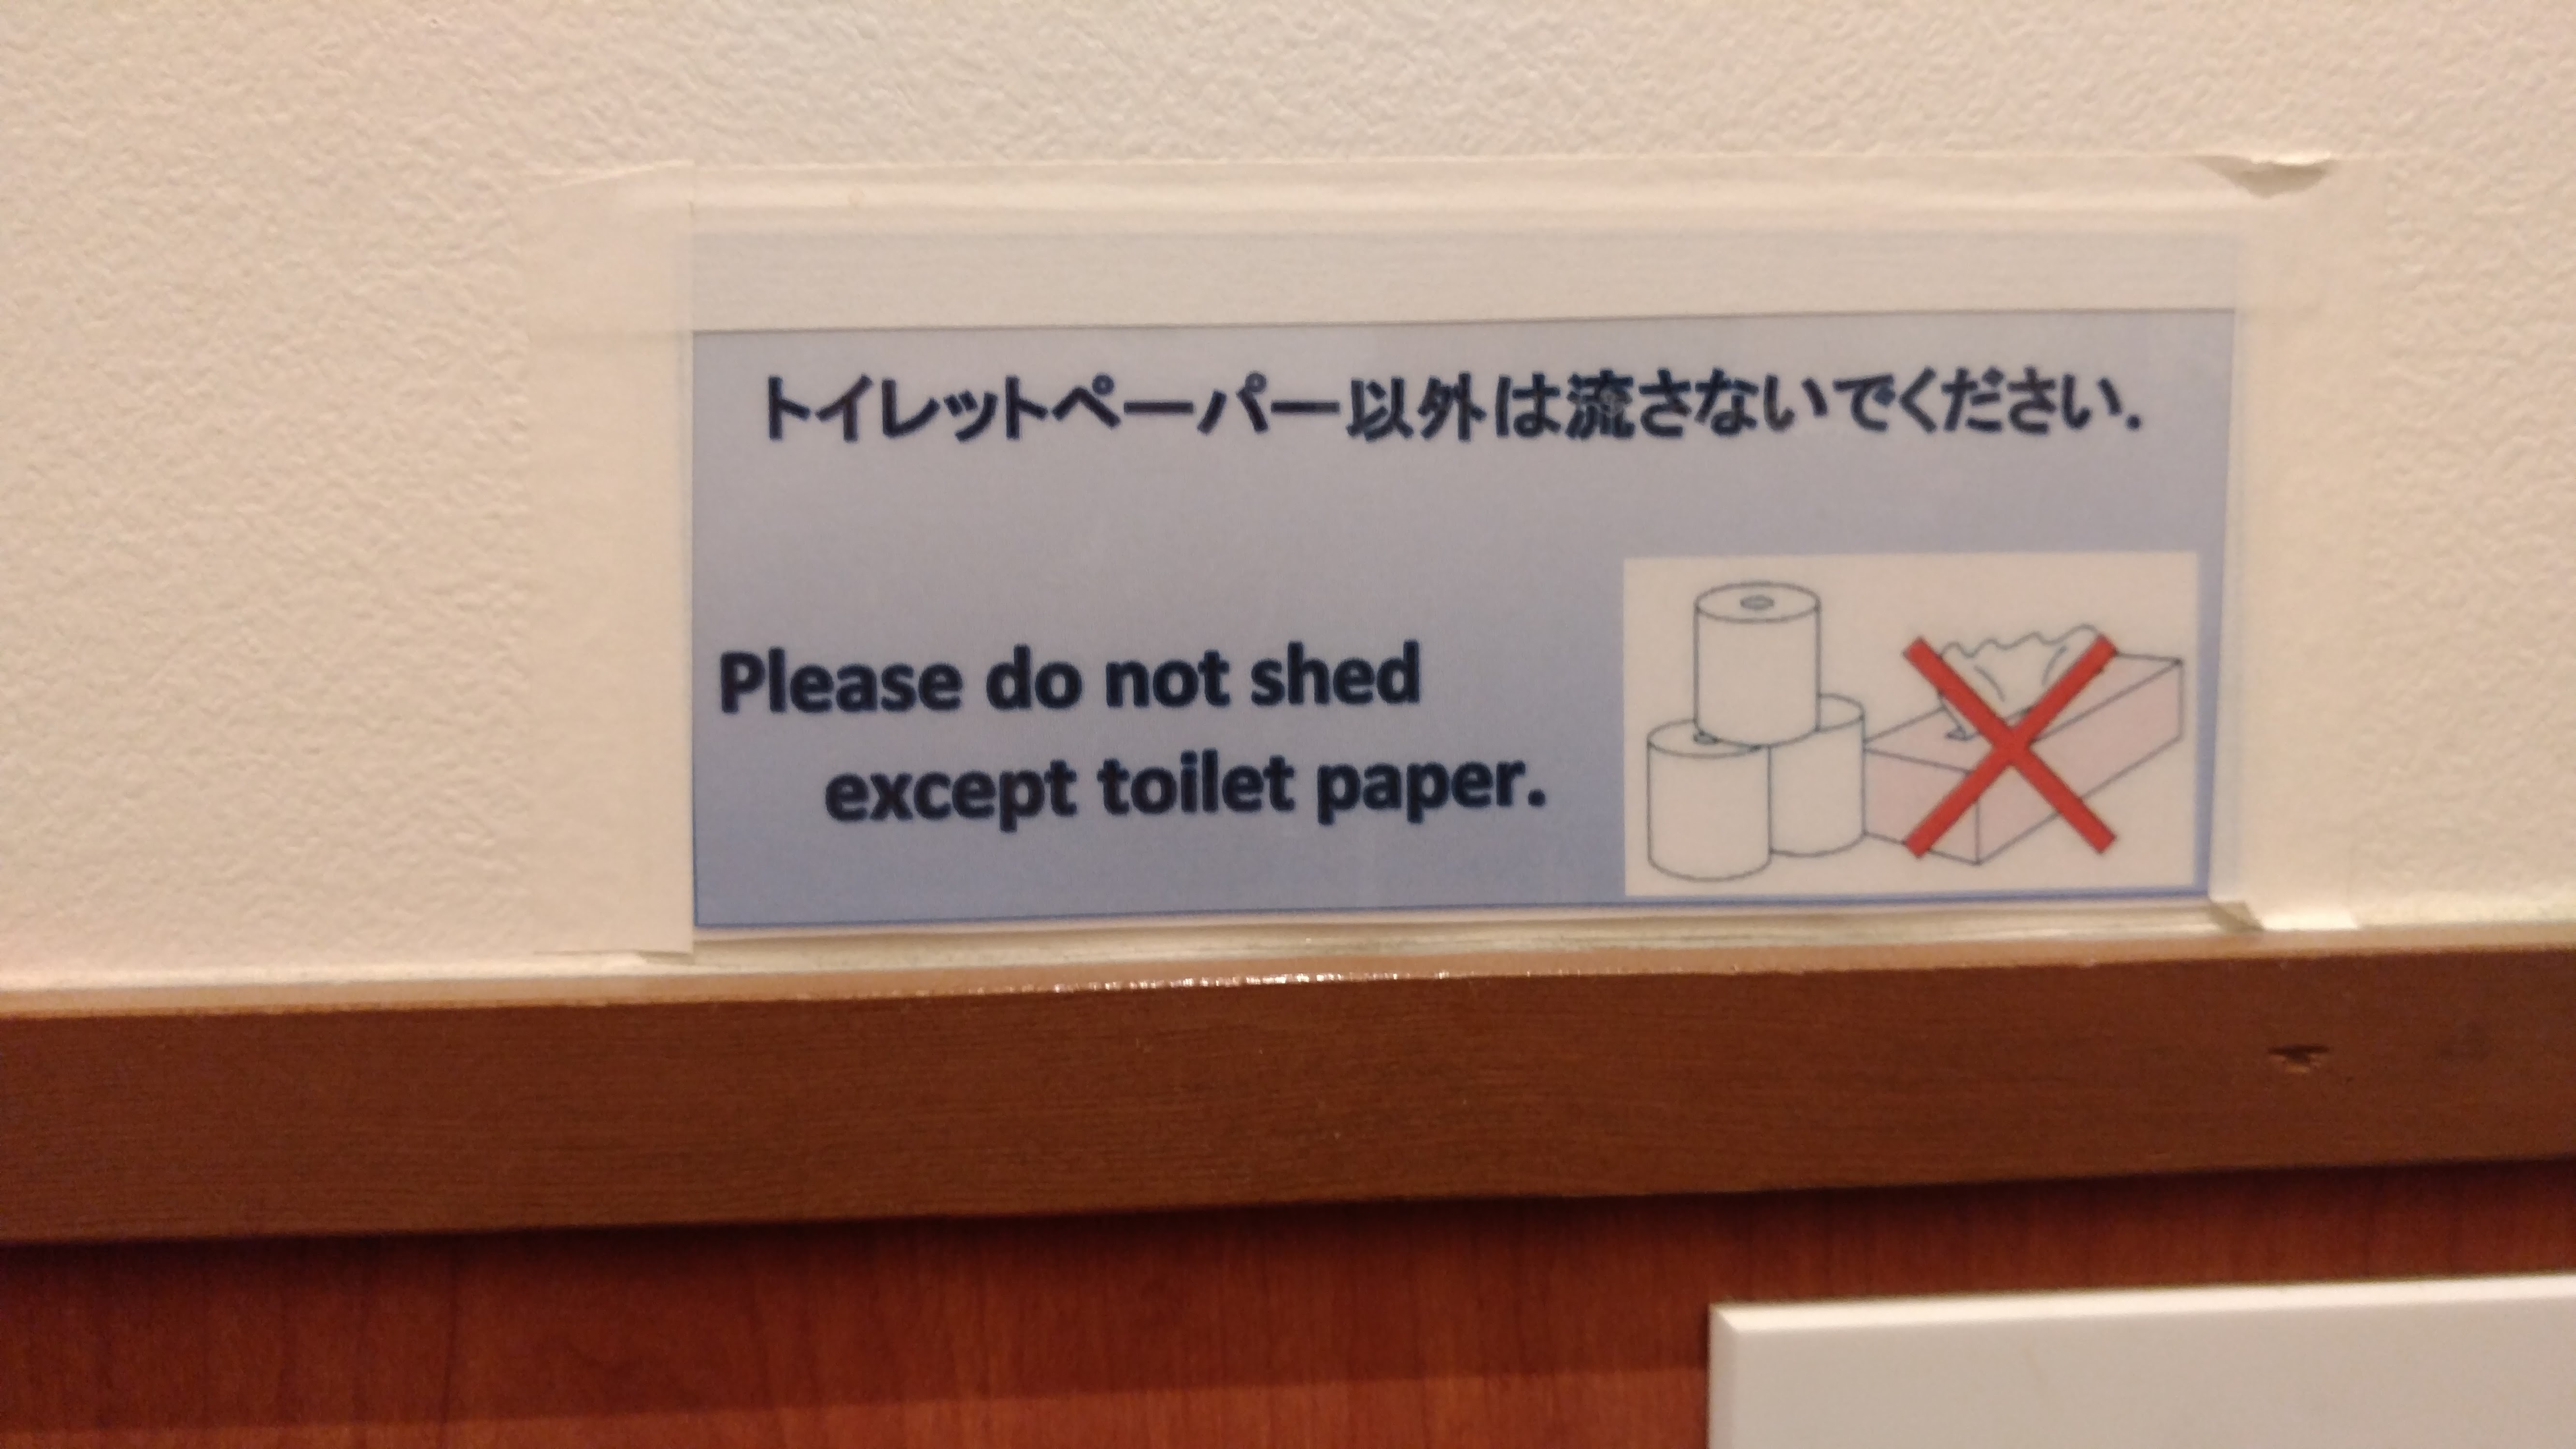 トイレットペーパー以外は流さないでください.
Please do not shed
except toilet paper.